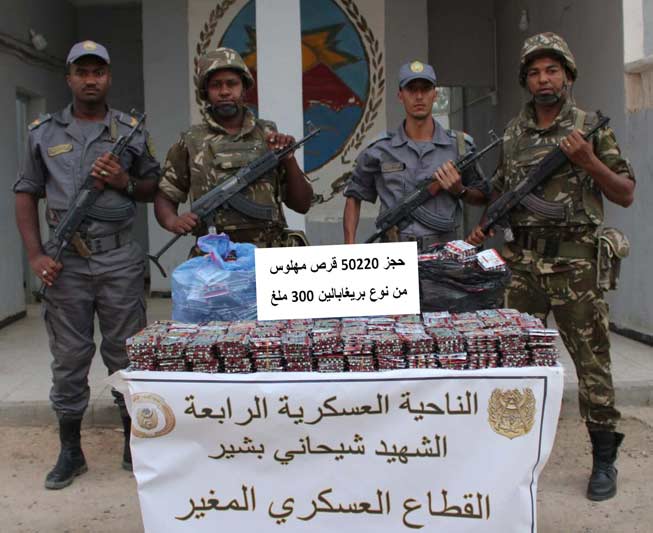 حجز 50220 قرص مهلوس
من نوع بريغابالين 300 ملغ
الناحية العسكرية الرابعة
الشهيد شيحاني بشير
القطاع العسكري المغير